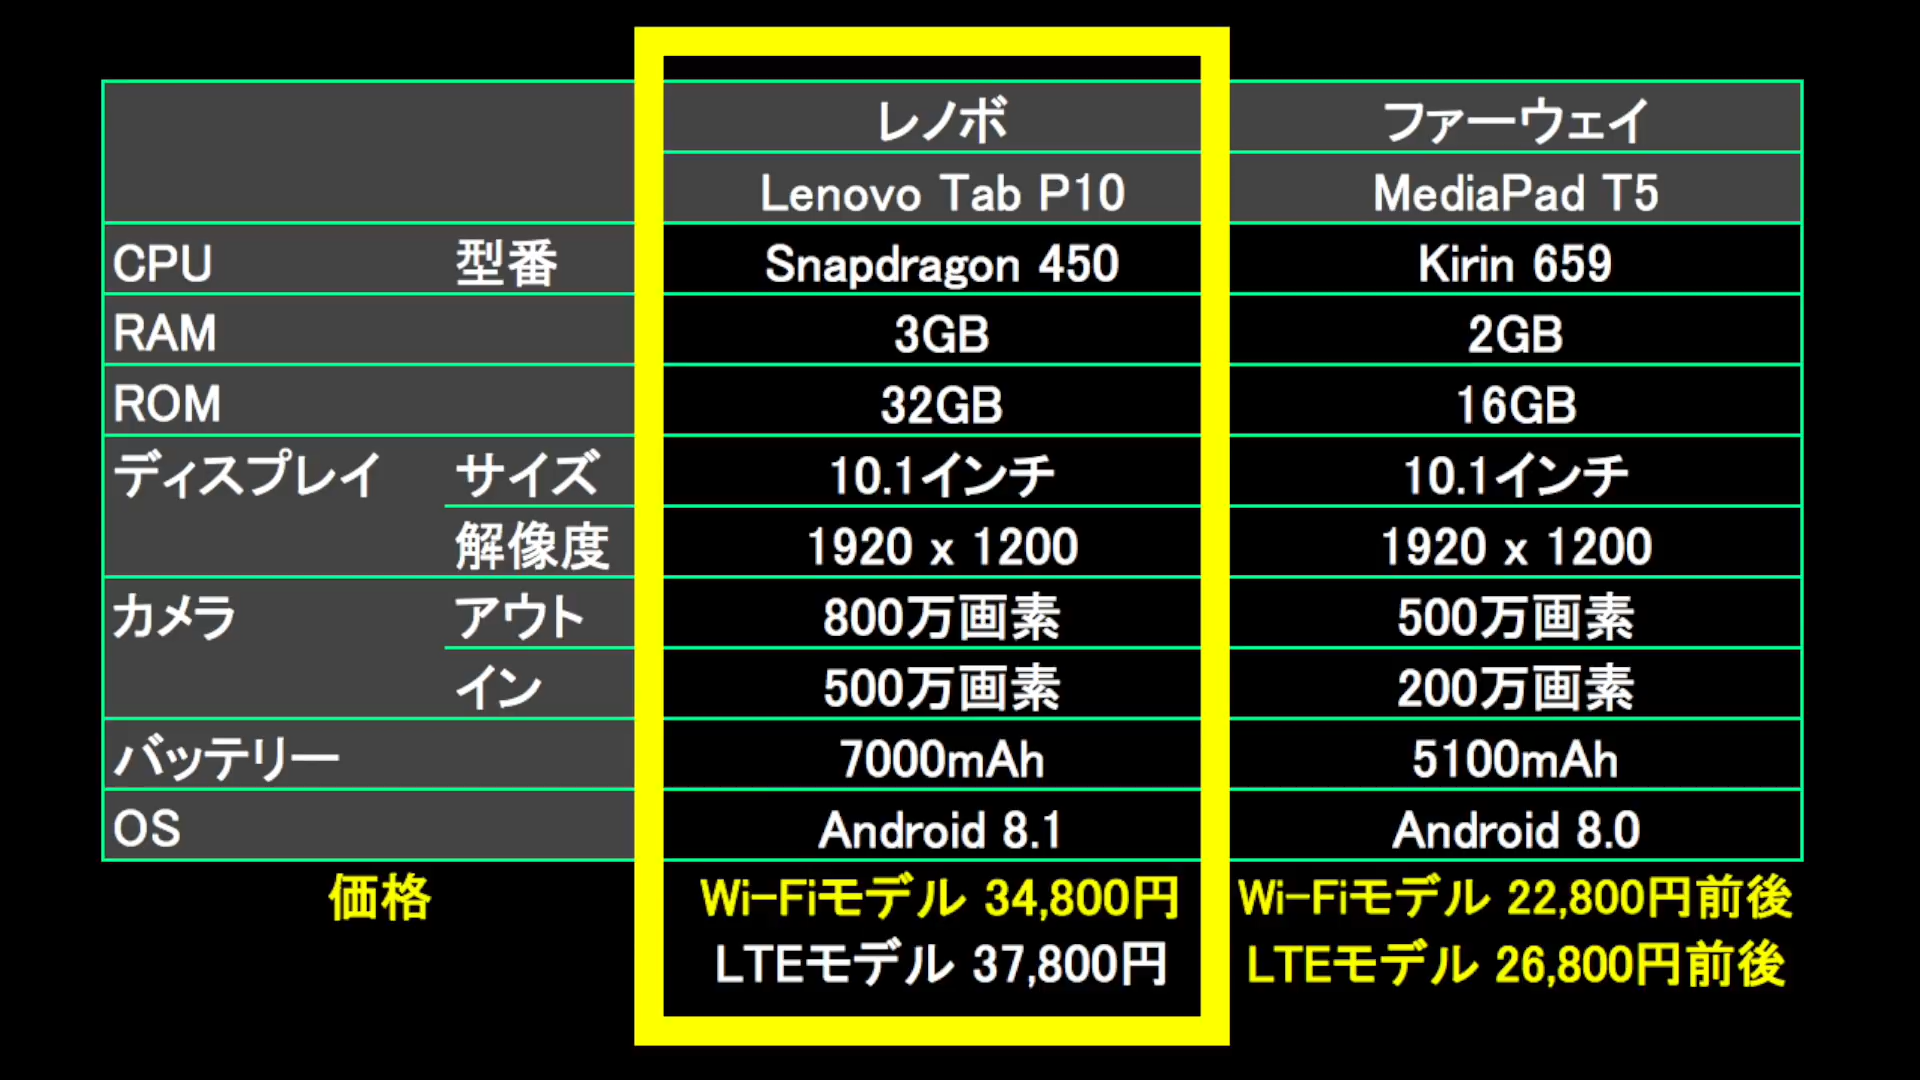 レノボ ファーウェイ
Lenovo Tab P10 MediaPad T5
CPU 型番 Snapdragon 450 Kirin 659
RAM 3GB 2GB
ROM 32GB 16GB
ディスプレイ サイズ 10.1インチ 10.1インチ
解像度 1920 x 1200 1920 x 1200
カメラ アウト 800万画素 500万画素
イン 500万画素 200万画素
バッテリー 7000mAh 5100mAh
OS Android 8.1 Android 8.0
価格 Wi-Fiモデル 34,800円 Wi-Fiモデル 22,800円前後
LTEモデル 37,800円 LTEモデル 26,800円前後